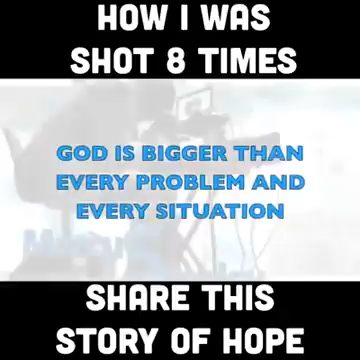 HOW I WAS
SHOT 8 TIMES
GOD IS BIGGER THAN
EVERY PROBLEM AND
EVERY SITUATION
SHARE THIS
STORY OF HOPE